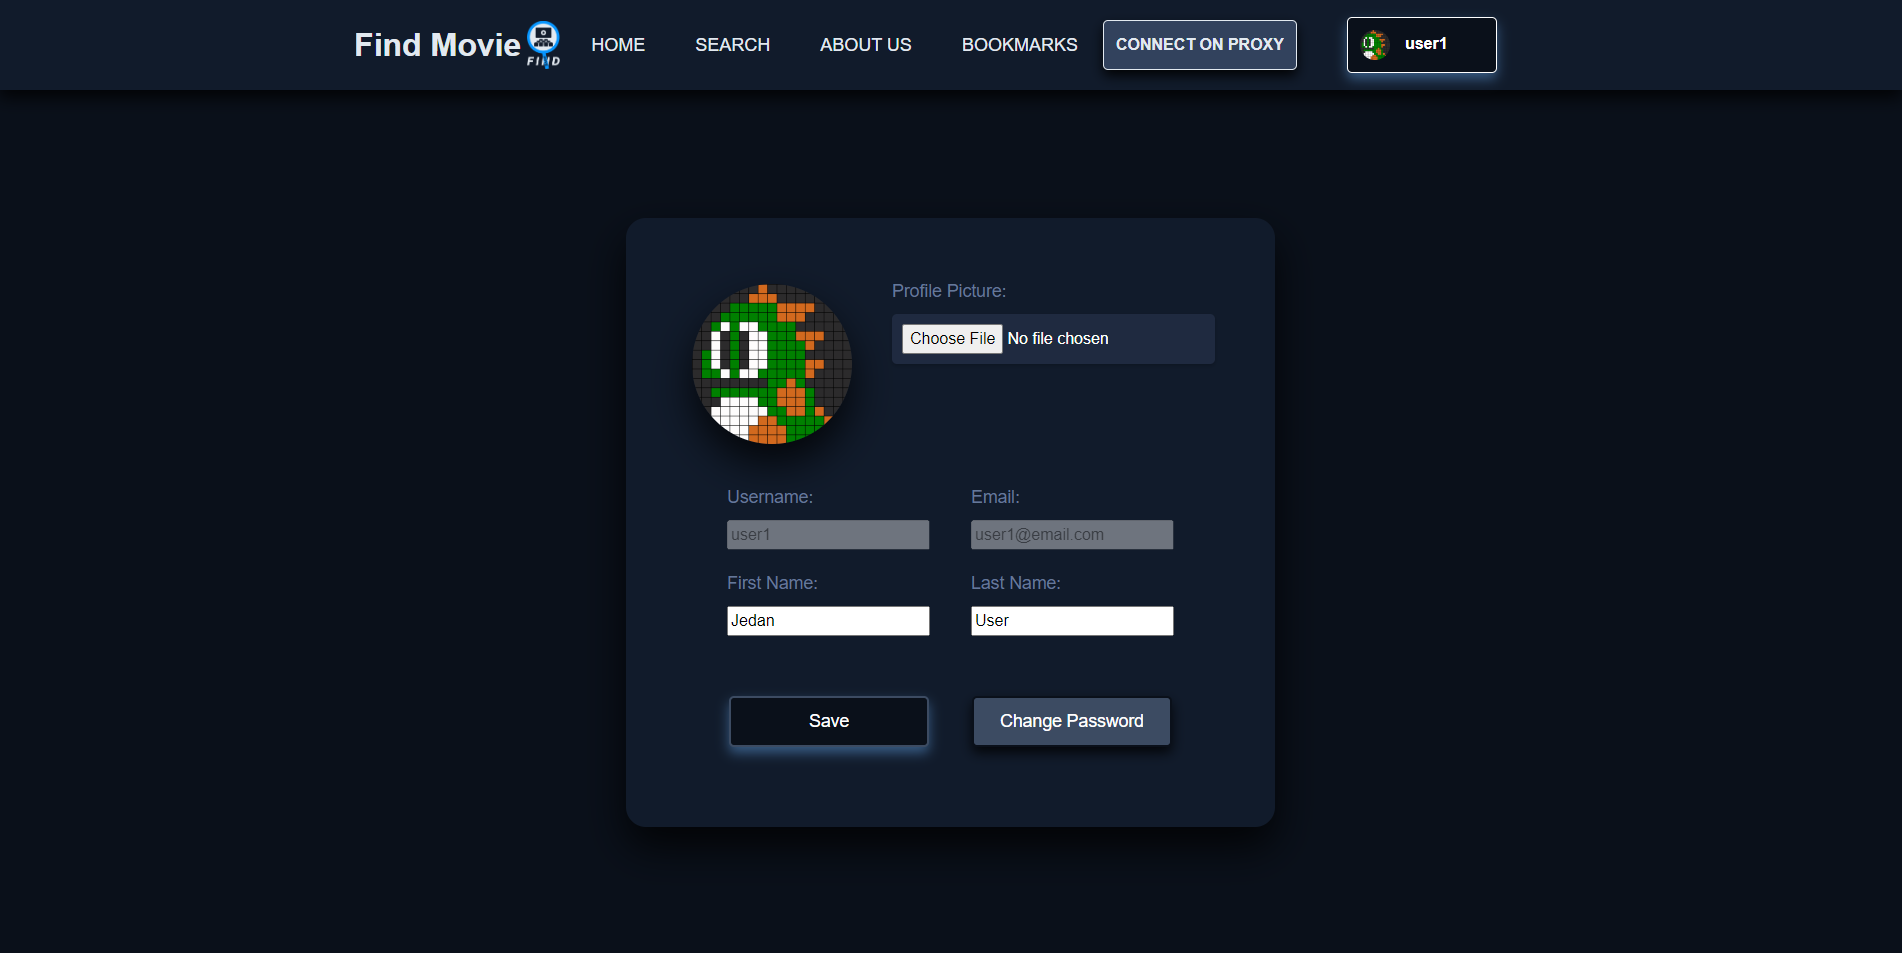 Find Movie
FIND
HOME
SEARCH
ABOUT US
BOOKMARKS
CONNECT ON PROXY
user1
Profile Picture:
Choose File No file chosen
Username:
Email:
user1
user1@email.com
First Name:
Last Name:
Jedan
User
Save
Change Password